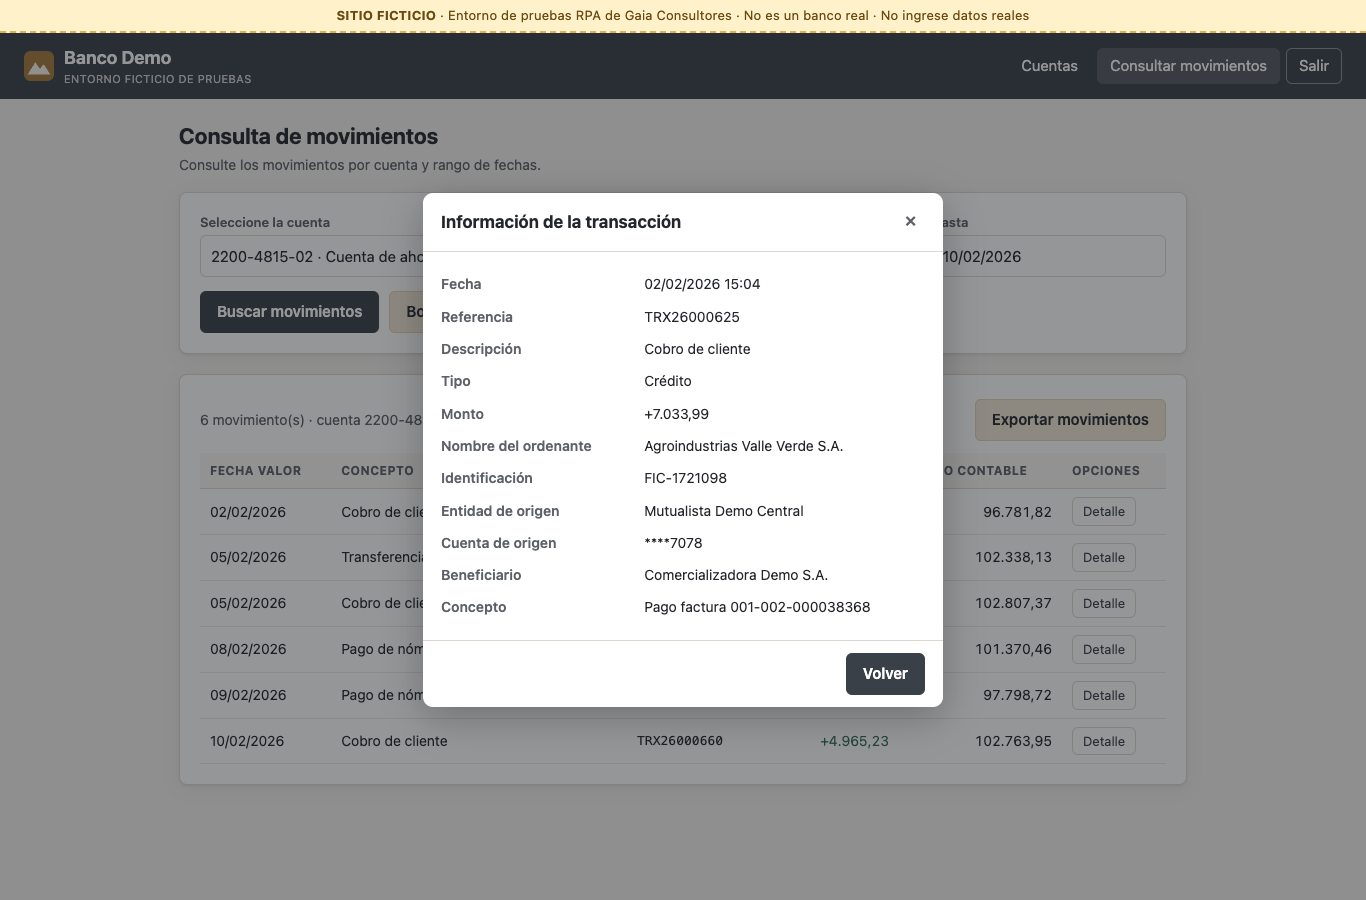 SITIO FICTICIO · Entorno de pruebas RPA de Gaia Consultores · No es un banco real · No ingrese datos reales
Banco Demo
ENTORNO FICTICIO DE PRUEBAS
Cuentas
Consultar movimientos
Salir
Consulta de movimientos
Consulte los movimientos por cuenta y rango de fechas.
Seleccione la cuenta
asta
2200-4815-02 · Cuenta de aho
10/02/2026
Buscar movimientos
Bo
6 movimiento(s) · cuenta 2200-48
Exportar movimientos
FECHA VALOR CONCEPTO O CONTABLE OPCIONES
02/02/2026 Cobro de clie 96.781,82 Detalle
05/02/2026 Transferencia 102.338,13 Detalle
05/02/2026 Cobro de clie 102.807,37 Detalle
08/02/2026 Pago de nóm 101.370,46 Detalle
09/02/2026 Pago de nóm 97.798,72 Detalle
10/02/2026 Cobro de cliente TRX26000660 +4.965,23 102.763,95 Detalle
Información de la transacción ×
Fecha 02/02/2026 15:04
Referencia TRX26000625
Descripción Cobro de cliente
Tipo Crédito
Monto +7.033,99
Nombre del ordenante Agroindustrias Valle Verde S.A.
Identificación FIC-1721098
Entidad de origen Mutualista Demo Central
Cuenta de origen ****7078
Beneficiario Comercializadora Demo S.A.
Concepto Pago factura 001-002-000038368
Volver